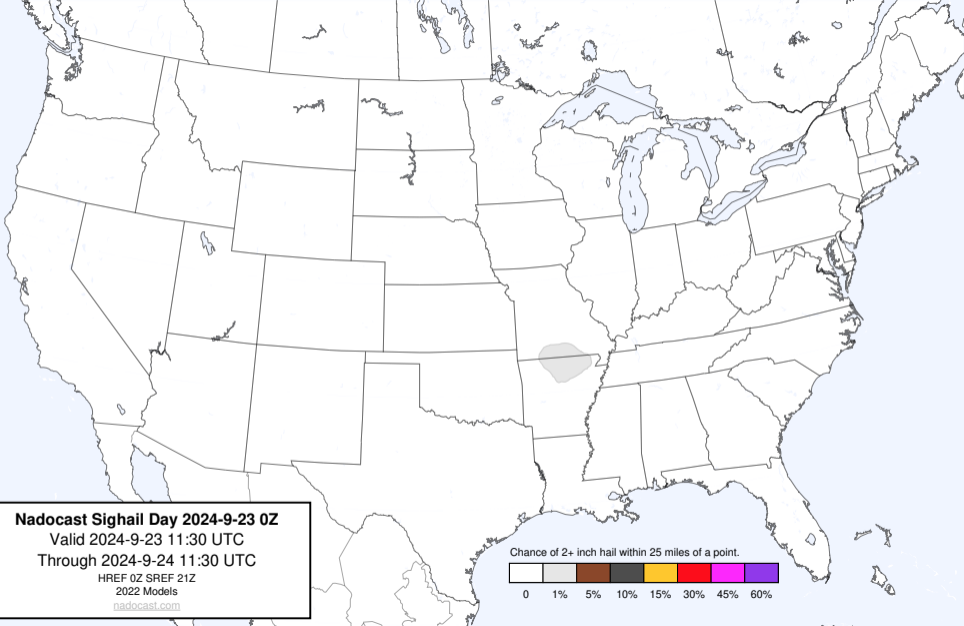 Nadocast Sighail Day 2024-9-23 0Z
Valid 2024-9-23 11:30 UTC
Through 2024-9-24 11:30 UTC
HREF 0Z SREF 21Z
2022 Models
nadocast.com
Chance of 2+ inch hail within 25 miles of a point.
0 1% 5% 10% 15% 30% 45% 60%